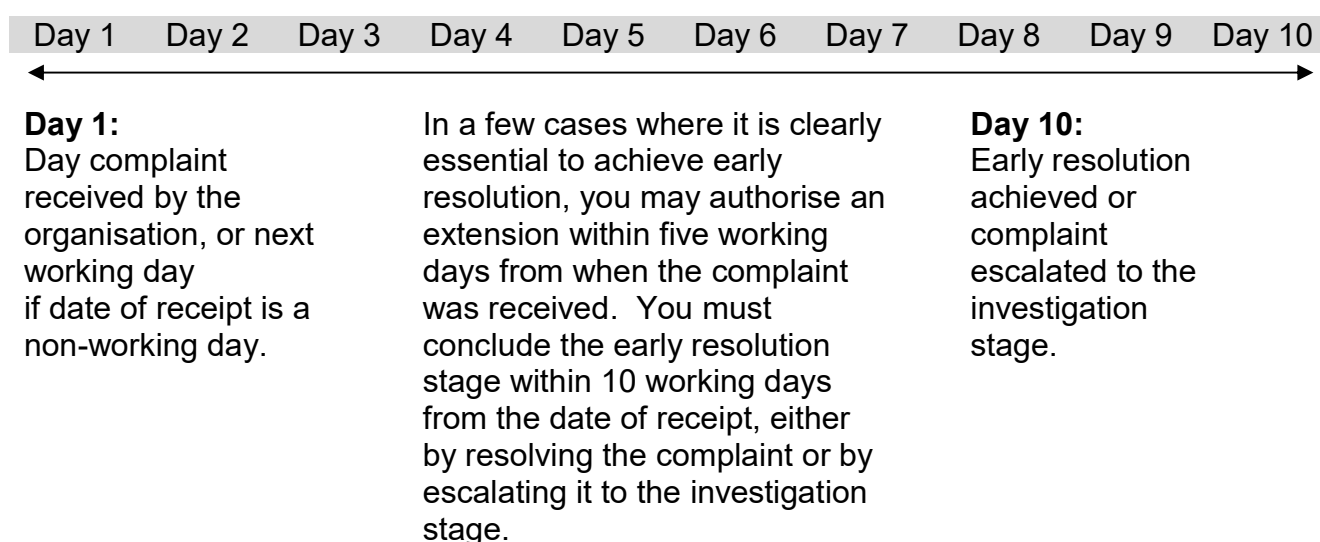 Day 1 Day 2 Day 3 Day 4 Day 5 Day 6 Day 7 Day 8 Day 9 Day 10
Day 1:
Day complaint
received by the
organisation, or next
working day
if date of receipt is a
non-working day.
In a few cases where it is clearly
essential to achieve early
resolution, you may authorise an
extension within five working
days from when the complaint
was received. You must
conclude the early resolution
stage within 10 working days
from the date of receipt, either
by resolving the complaint or by
escalating it to the investigation
stage.
Day 10:
Early resolution
achieved or
complaint
escalated to the
investigation
stage.